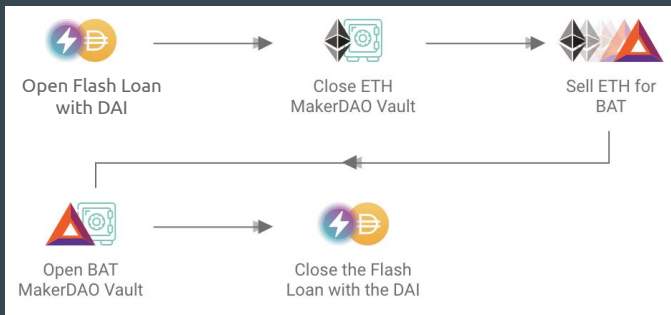 Open Flash Loan
with DAI
Close ETH
MakerDAO Vault
Sell ETH for
BAT
Open BAT
MakerDAO Vault
Close the Flash
Loan with the DAI